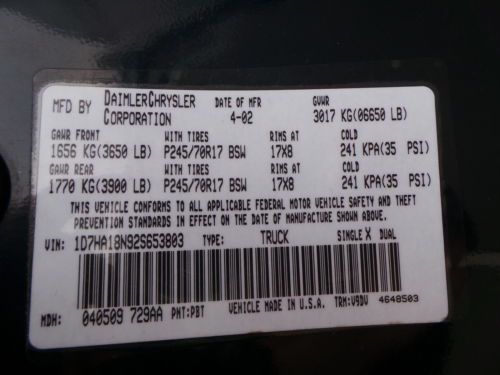 MFD BY DAIMLERCHRYSLER CORPORATION DATE OF MFR 4-02 GVWR 3017 KG(06650 LB)
GAWR FRONT WITH TIRES RIMS AT COLD
1656 KG(3650 LB) P245/70R17 BSW 17X8 241 KPA(35 PSI)
GAWR REAR WITH TIRES RIMS AT COLD
1770 KG(3900 LB) P245/70R17 BSW 17X8 241 KPA(35 PSI)
THIS VEHICLE CONFORMS TO ALL APPLICABLE FEDERAL MOTOR VEHICLE SAFETY AND THEFT
PREVENTION STANDARDS IN EFFECT ON THE DATE OF MANUFACTURE SHOWN ABOVE.
VIN: 1D7HA18N92S653803 TYPE: TRUCK SINGLE X DUAL
MDH: 040509 729AA PNT:PBT VEHICLE MADE IN U.S.A. TRM:V9DV 4648503